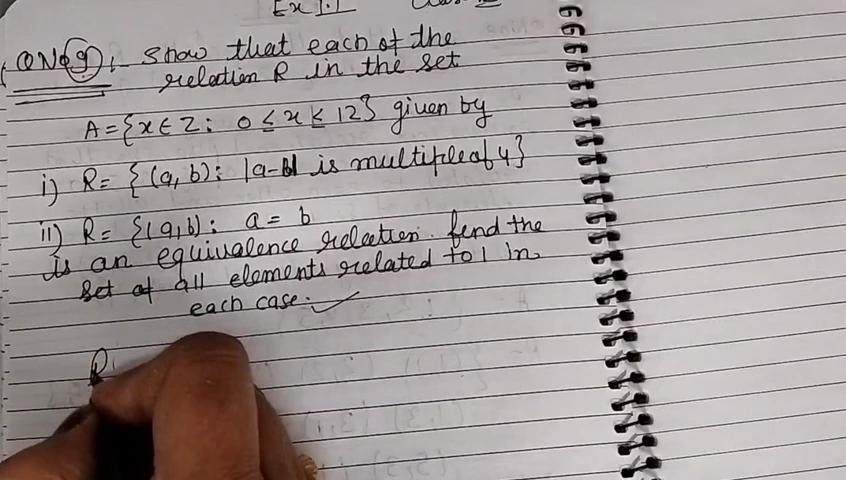 Ex 1.1
QNo 9:- Show that each of the
relation R in the set
A = {x ∈ Z : 0 ≤ x ≤ 12} given by
i) R = {(a, b) : |a-b| is multiple of 4}
ii) R = {(a,b) : a = b
is an equivalence relation. find the
set of all elements related to 1 In
each case.
R